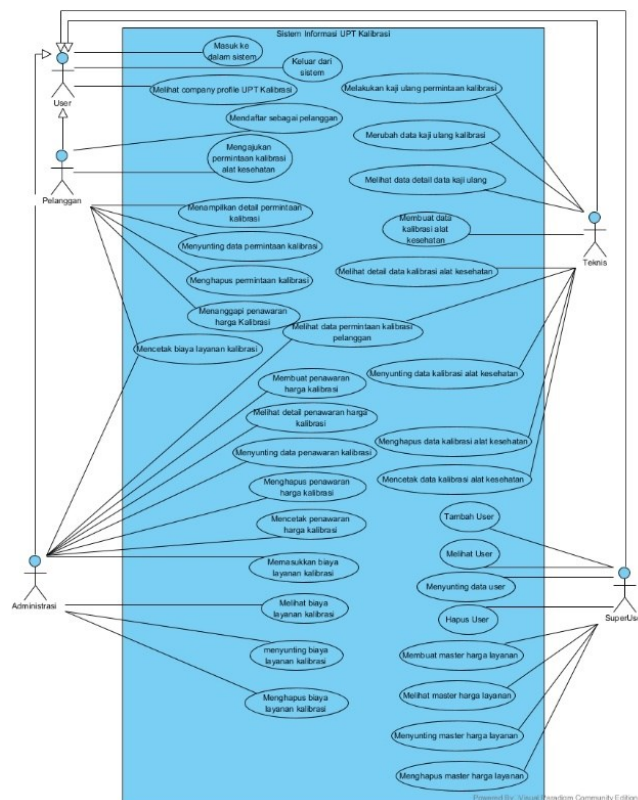 Sistem Informasi UPT Kalibrasi
Masuk ke
dalam sistem
Keluar dari
sistem
Melihat company profile UPT Kalibrasi
User
Mendaftar sebagai pelanggan
Mengajukan
permintaan kalibrasi
alat kesehatan
Pelanggan
Menampilkan detail permintaan
kalibrasi
Menyunting data permintaan kalibrasi
Menghapus permintaan kalibrasi
Menanggapi penawaran
harga Kalibrasi
Mencetak biaya layanan kalibrasi
Melakukan kaji ulang permintaan kalibrasi
Merubah data kaji ulang kalibrasi
Melihat data detail data kaji ulang
Membuat data
kalibrasi alat
kesehatan
Teknis
Melihat detail data kalibrasi alat kesehatan
Melihat data permintaan kalibrasi
pelanggan
Menyunting data kalibrasi alat kesehatan
Menghapus data kalibrasi alat kesehatan
Mencetak data kalibrasi alat kesehatan
Membuat penawaran
harga kalibrasi
Melihat detail penawaran harga
kalibrasi
Menyunting data penawaran kalibrasi
Menghapus penawaran
harga kalibrasi
Mencetak penawaran
harga kalibrasi
Memasukkan biaya
layanan kalibrasi
Administrasi
Melihat biaya
layanan kalibrasi
menyunting biaya
layanan kalibrasi
Menghapus biaya
layanan kalibrasi
Tambah User
Melihat User
Menyunting data user
Hapus User
SuperUse
Membuat master harga layanan
Melihat master harga layanan
Menyunting master harga layanan
Menghapus master harga layanan
Powered By: Visual Paradigm Community Edition